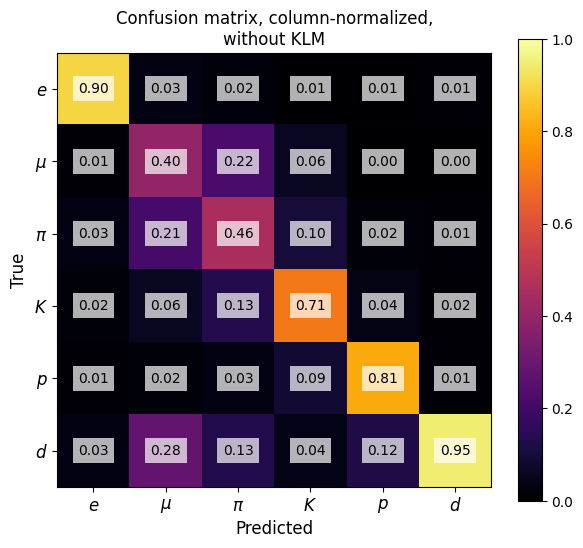 Confusion matrix, column-normalized,
without KLM
1.0
e 0.90 0.03 0.02 0.01 0.01 0.01
μ 0.01 0.40 0.22 0.06 0.00 0.00
0.8
π 0.03 0.21 0.46 0.10 0.02 0.01
0.6
True
K 0.02 0.06 0.13 0.71 0.04 0.02
0.4
p 0.01 0.02 0.03 0.09 0.81 0.01
0.2
d 0.03 0.28 0.13 0.04 0.12 0.95
0.0
e μ π K p d
Predicted